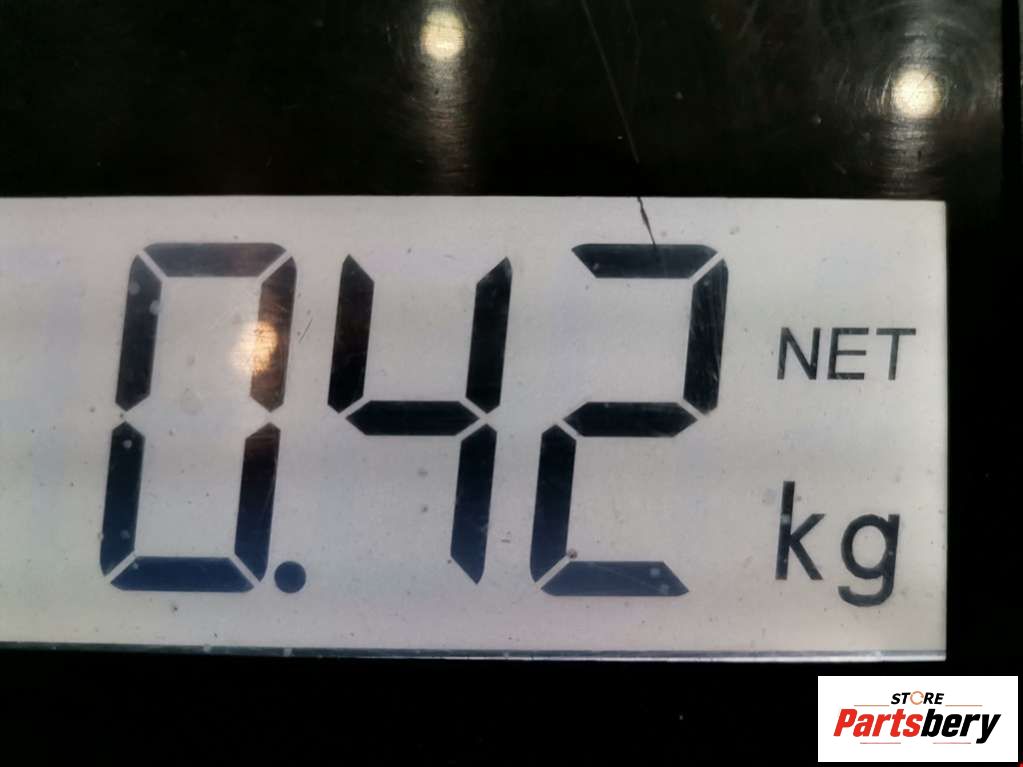 0.42
NET
kg
STORE
Partsbery